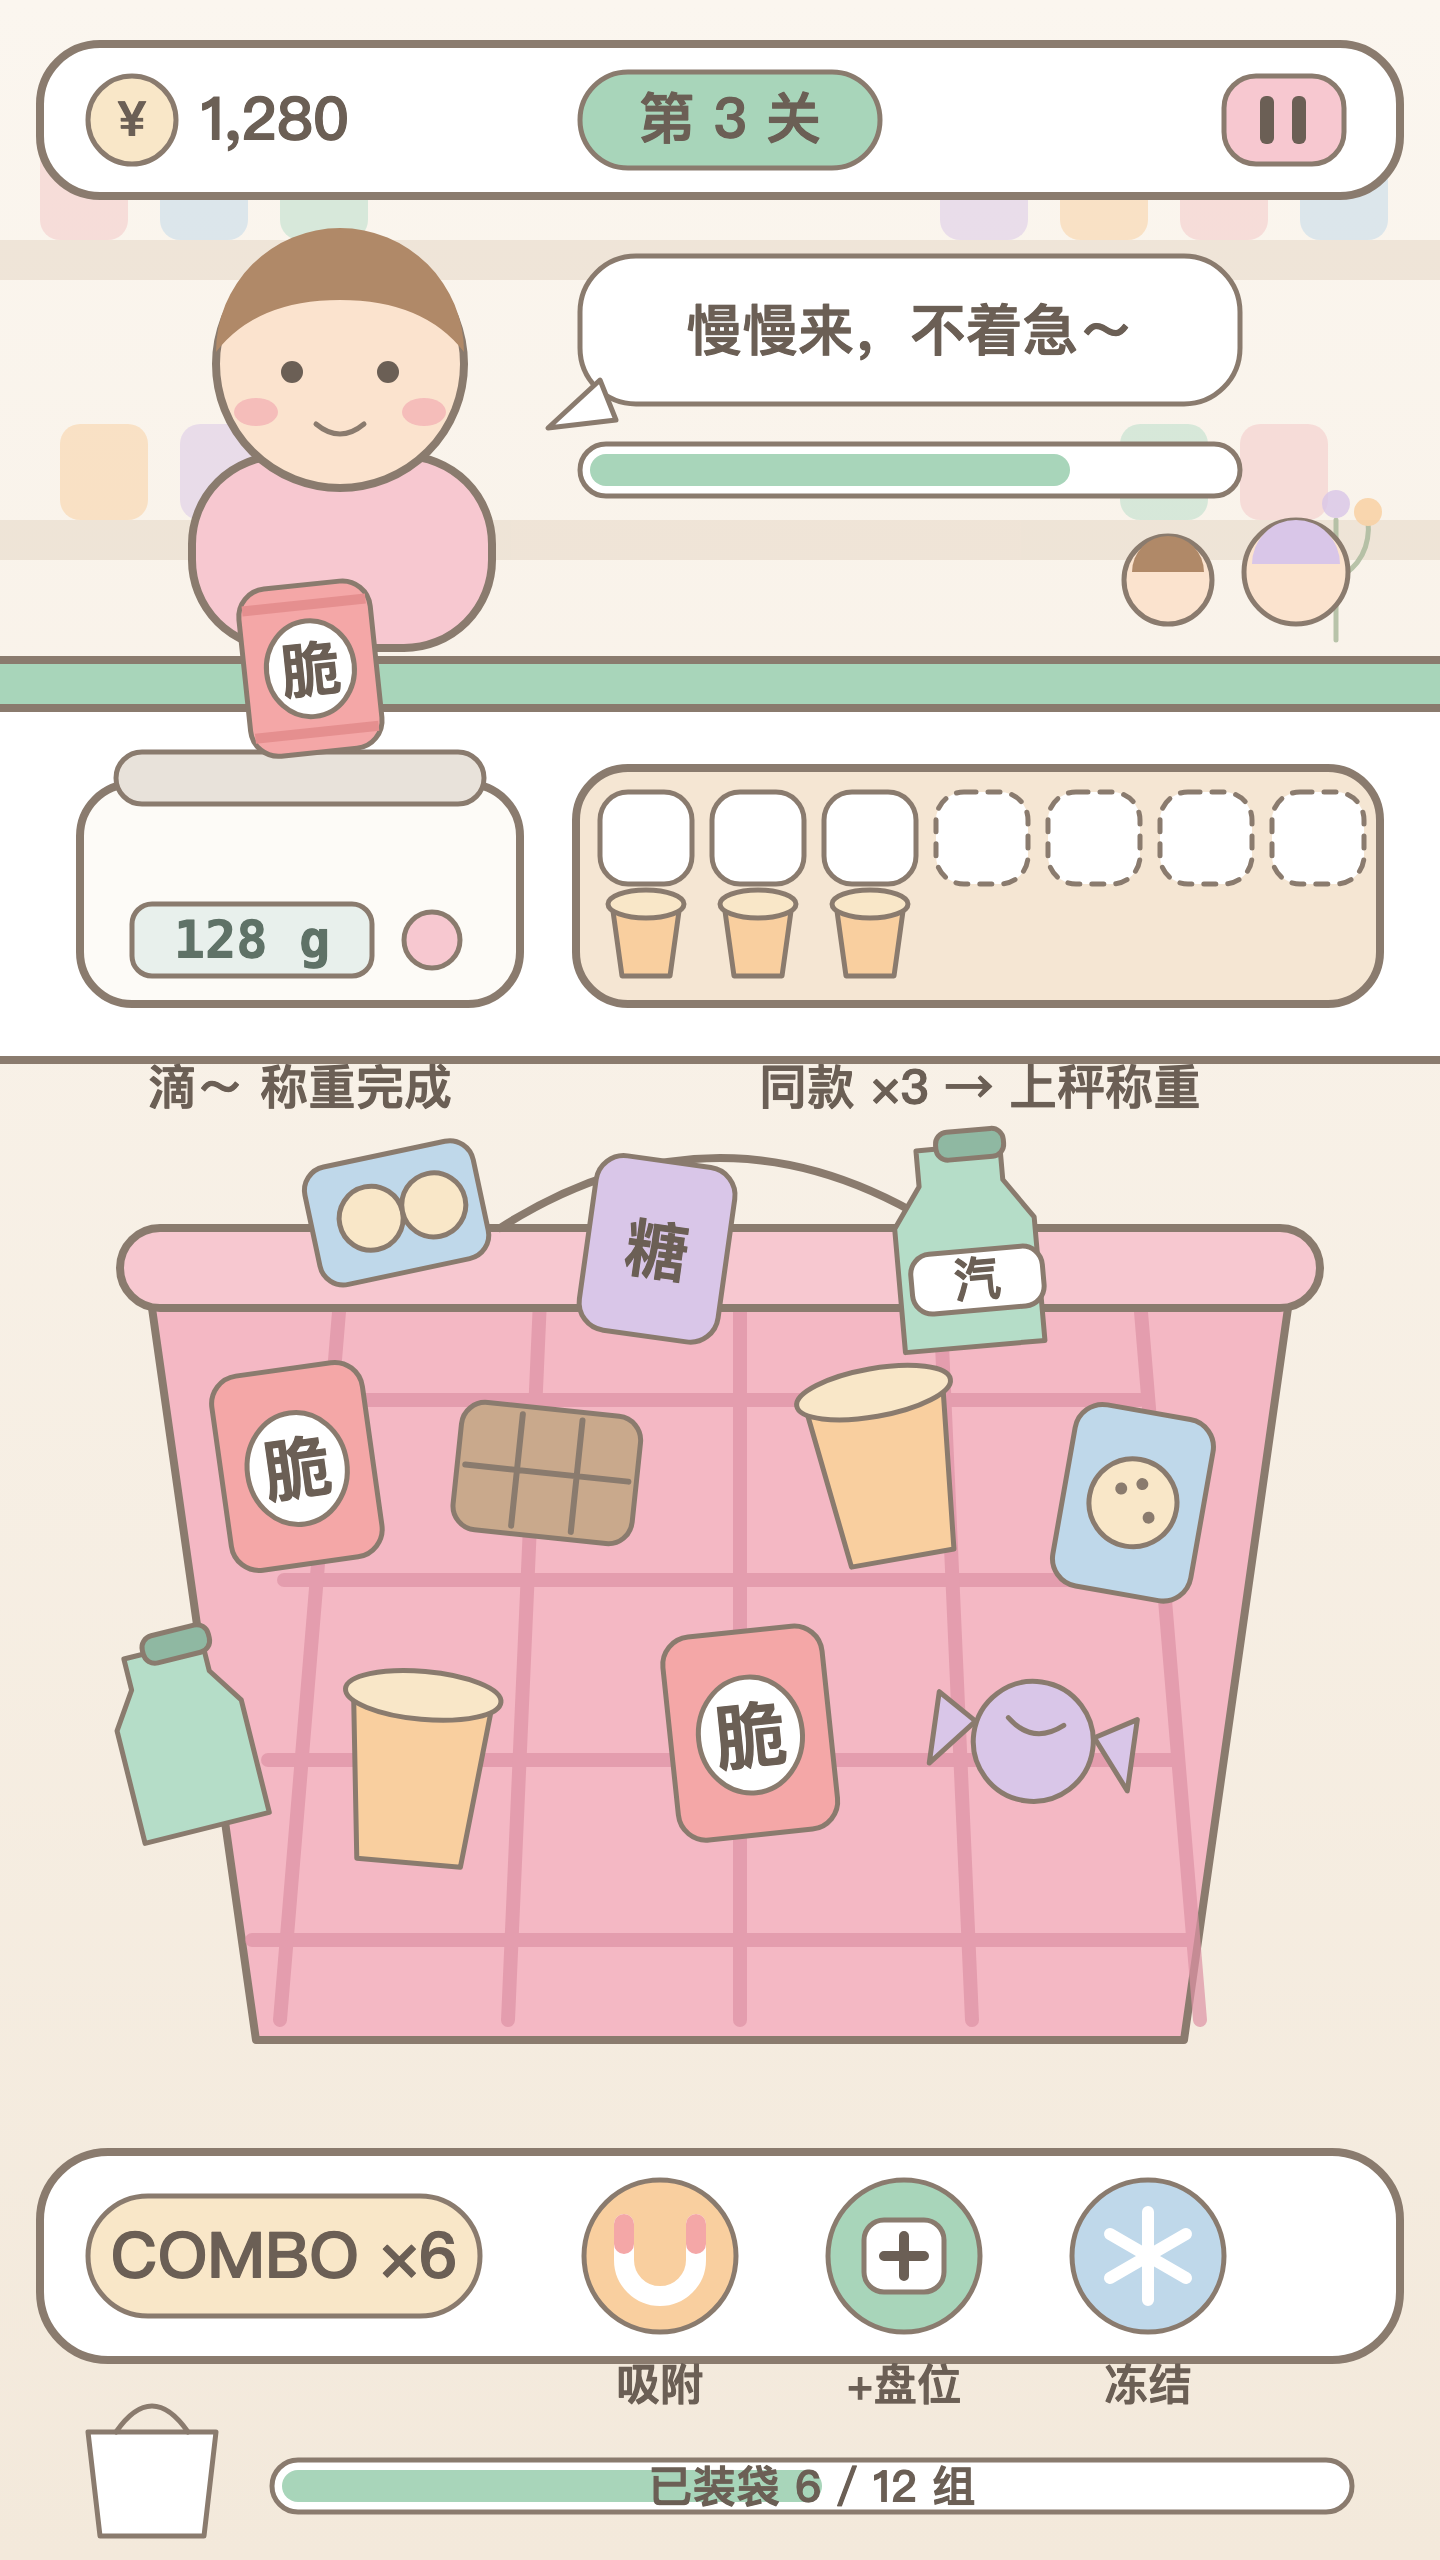 ¥ 1,280
第 3 关
慢慢来，不着急～
脆
128 g
滴～ 称重完成
同款 ×3 → 上秤称重
糖
汽
脆
脆
COMBO ×6
吸附
+盘位
冻结
已装袋 6 / 12 组